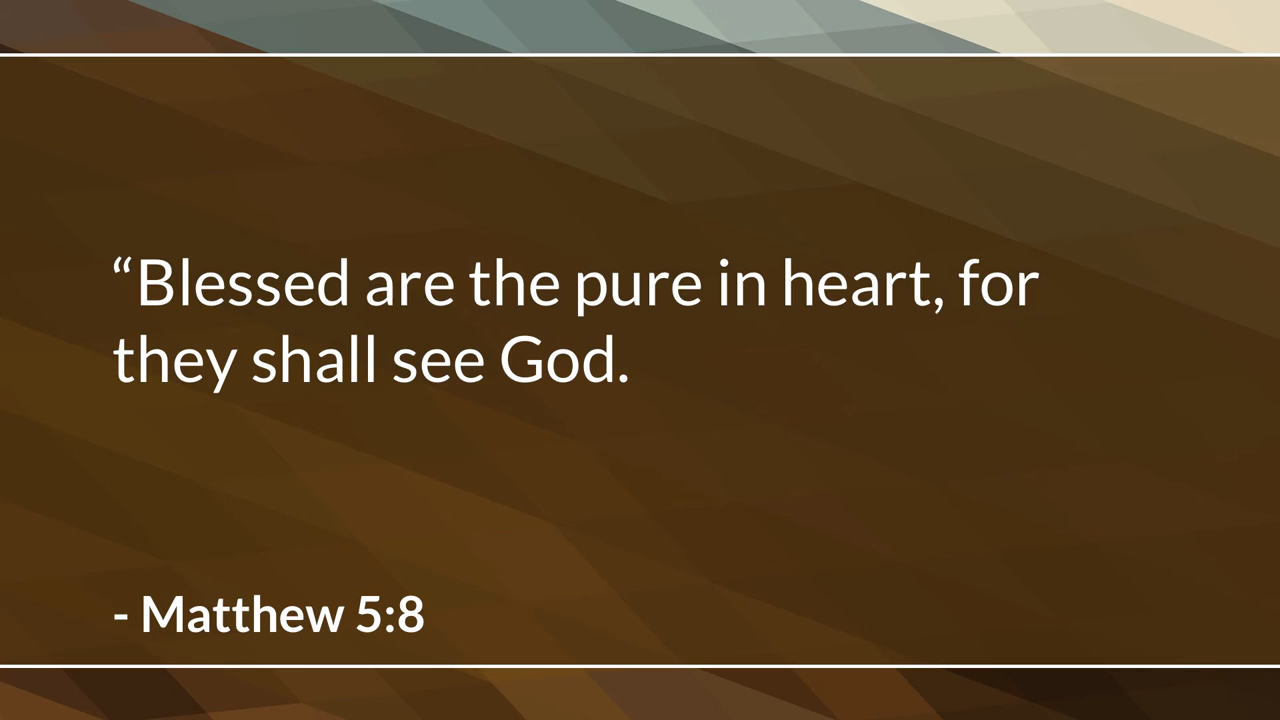 “Blessed are the pure in heart, for
they shall see God.
- Matthew 5:8